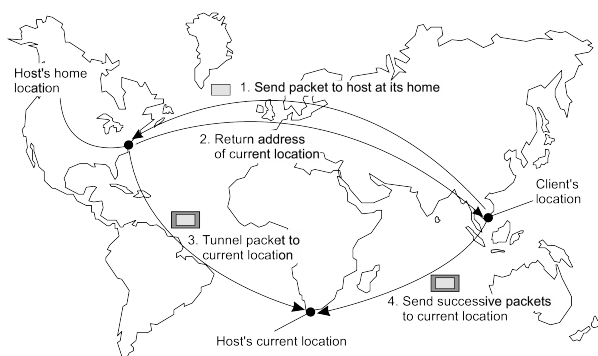 Host's home
location
1. Send packet to host at its home
2. Return address
of current location
Client's
location
3. Tunnel packet to
current location
4. Send successive packets
to current location
Host's current location